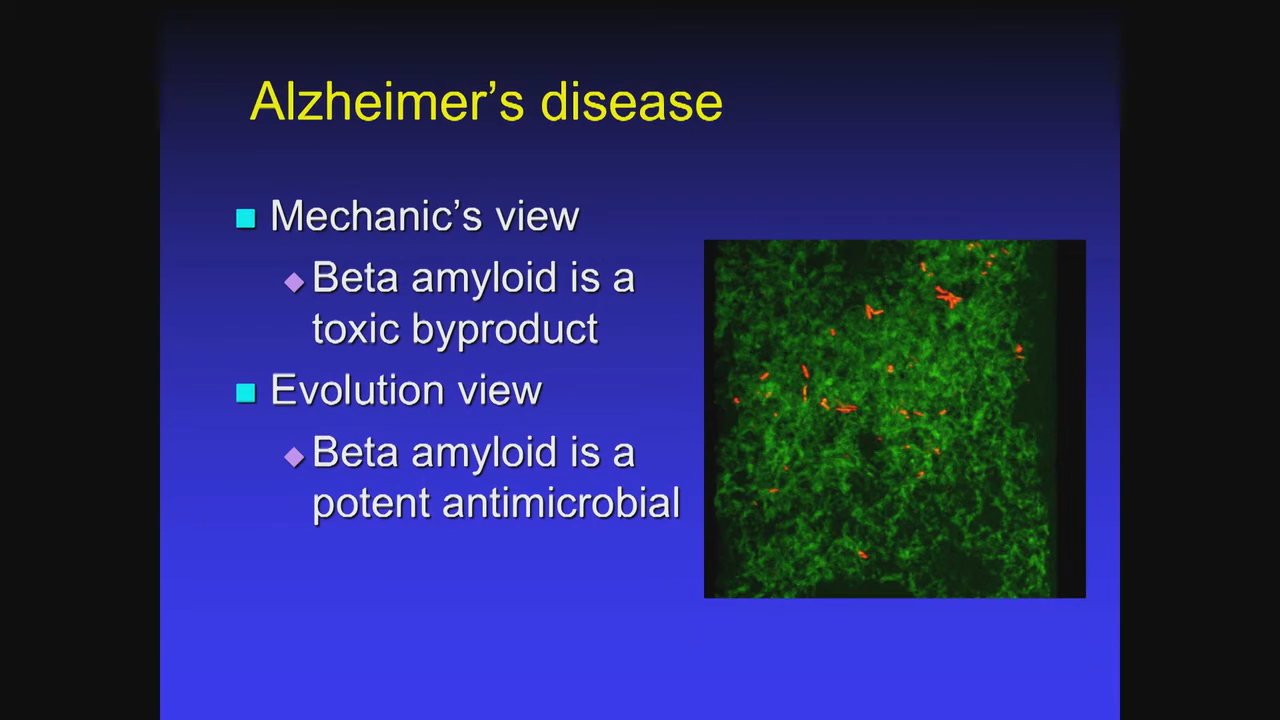 Alzheimer’s disease
Mechanic’s view
Beta amyloid is a
toxic byproduct
Evolution view
Beta amyloid is a
potent antimicrobial